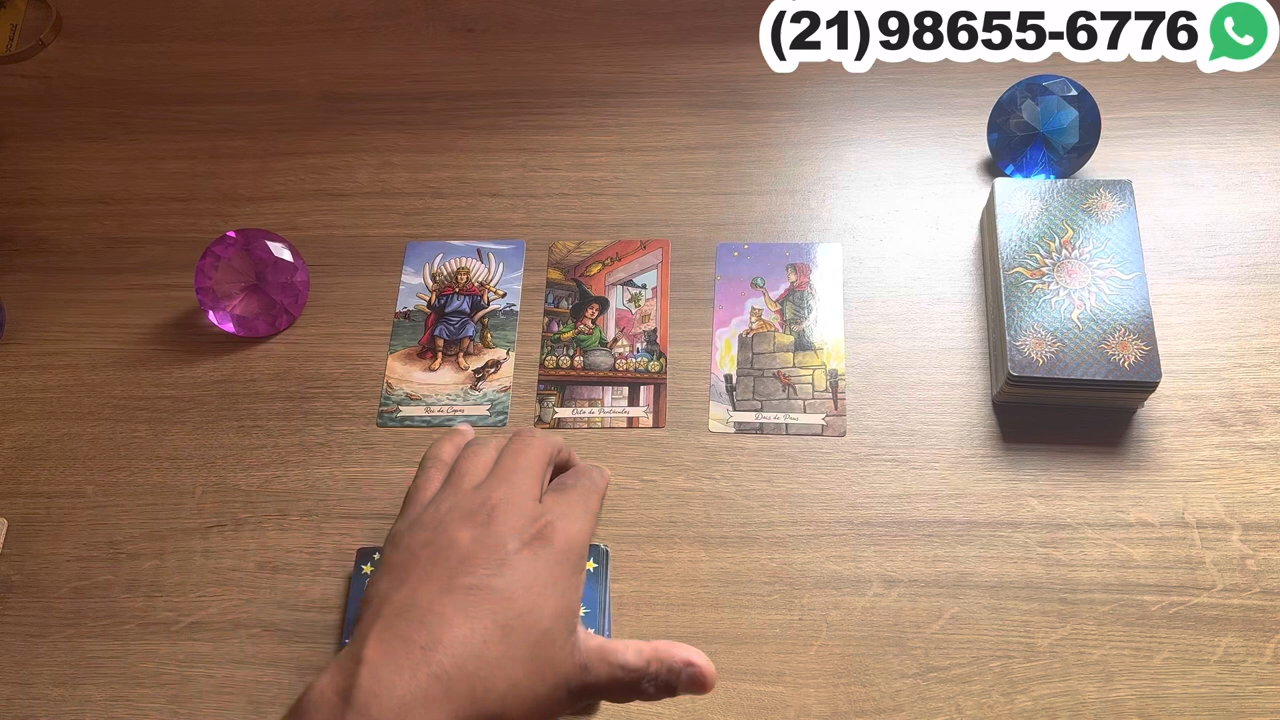 (21)98655-6776
Rei de Copas
Oito de Pentáculos
Dois de Paus